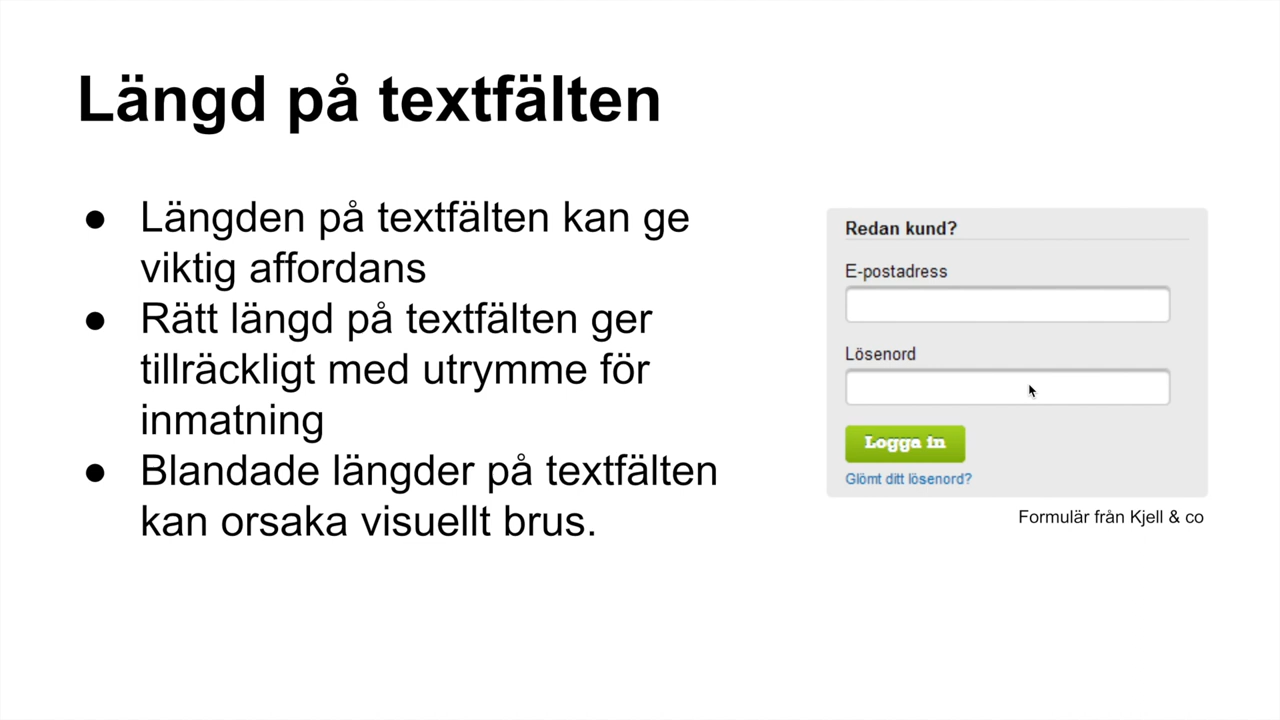 Längd på textfälten
● Längden på textfälten kan ge
viktig affordans
● Rätt längd på textfälten ger
tillräckligt med utrymme för
inmatning
● Blandade längder på textfälten
kan orsaka visuellt brus.
Redan kund?
E-postadress
Lösenord
Logga in
Glömt ditt lösenord?
Formulär från Kjell & co